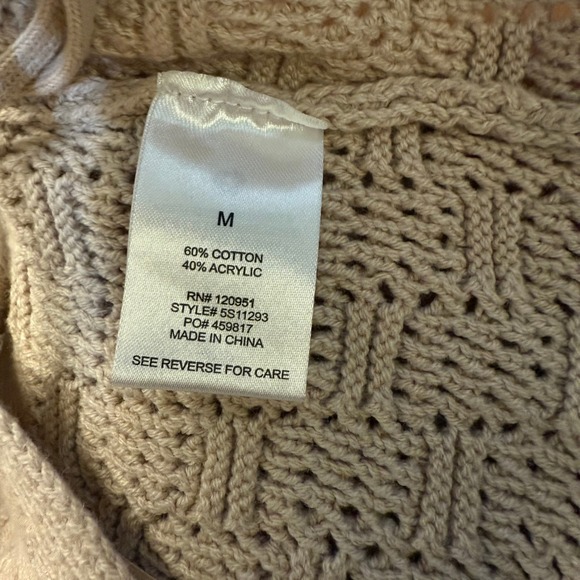 M
60% COTTON
40% ACRYLIC
RN# 120951
STYLE# 5S11293
PO# 459817
MADE IN CHINA
SEE REVERSE FOR CARE